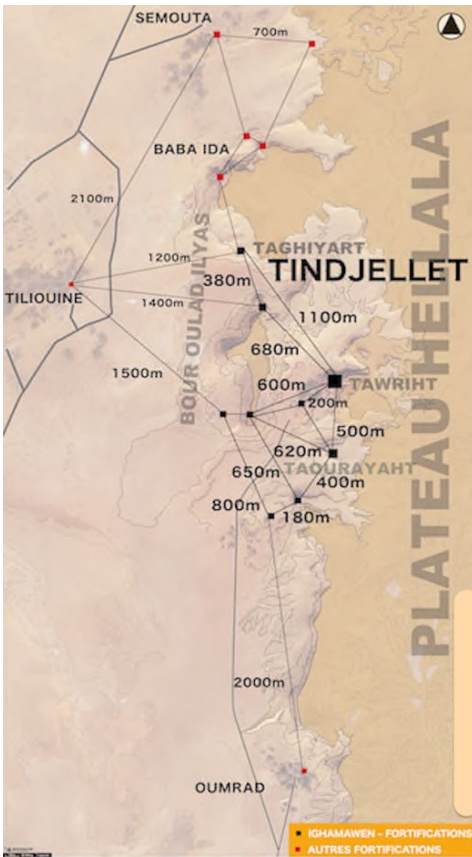 SEMOUTA
700m
BABA IDA
2100m
BOUR OULAD ILYAS
TAGHIYART
1200m
TINDJELLET
380m
TILIOUINE
1400m
1100m
680m
PLATEAU HELLALA
1500m
600m
TAWRIHT
200m
500m
620m
TAOURAYAHT
650m
400m
800m
180m
2000m
OUMRAD
IGHAMAWEN - FORTIFICATIONS
AUTRES FORTIFICATIONS